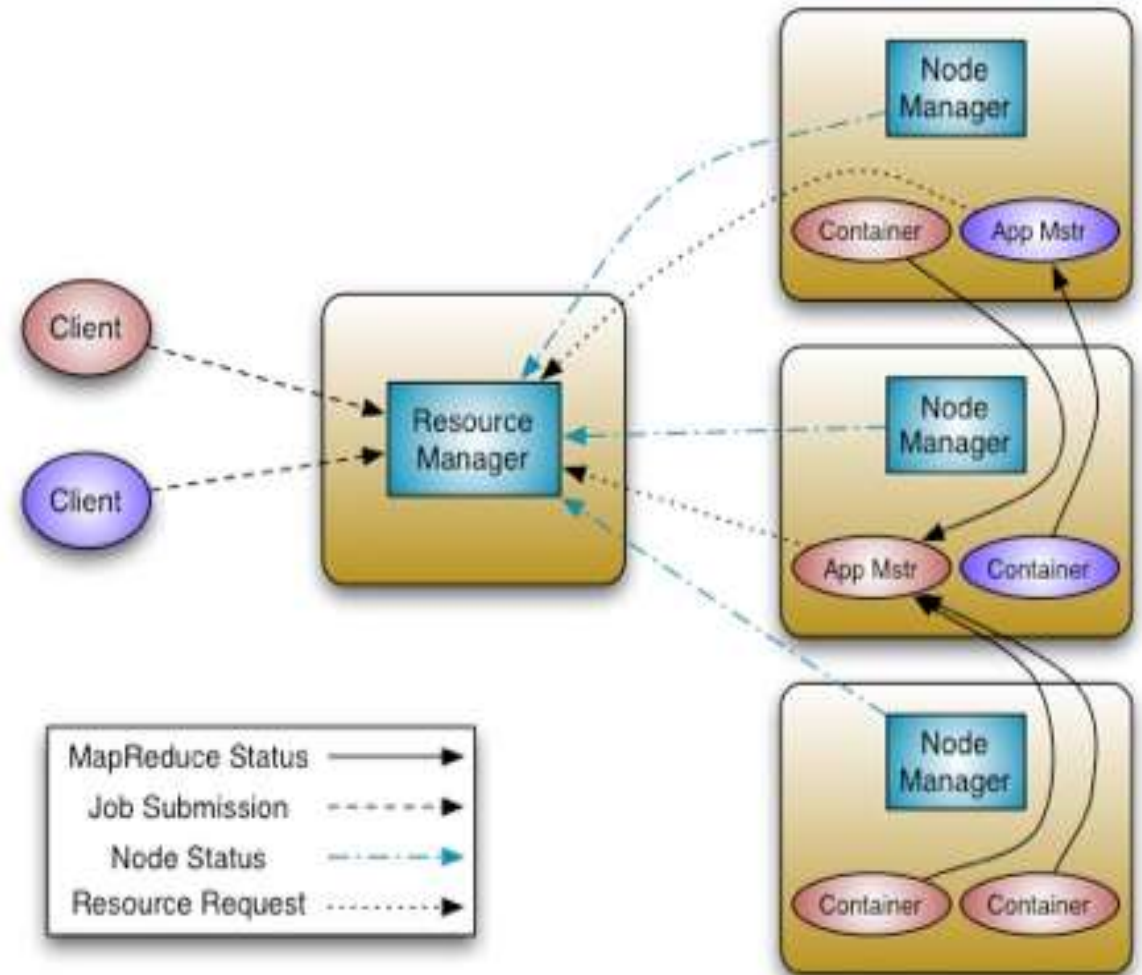 Node
Manager
Container
App Mstr
Client
Client
Resource
Manager
Node
Manager
App Mstr
Container
Node
Manager
Container
Container
MapReduce Status
Job Submission
Node Status
Resource Request